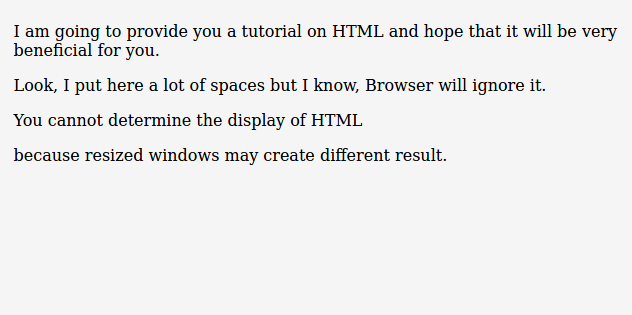 I am going to provide you a tutorial on HTML and hope that it will be very
beneficial for you.
Look, I put here a lot of spaces but I know, Browser will ignore it.
You cannot determine the display of HTML
because resized windows may create different result.